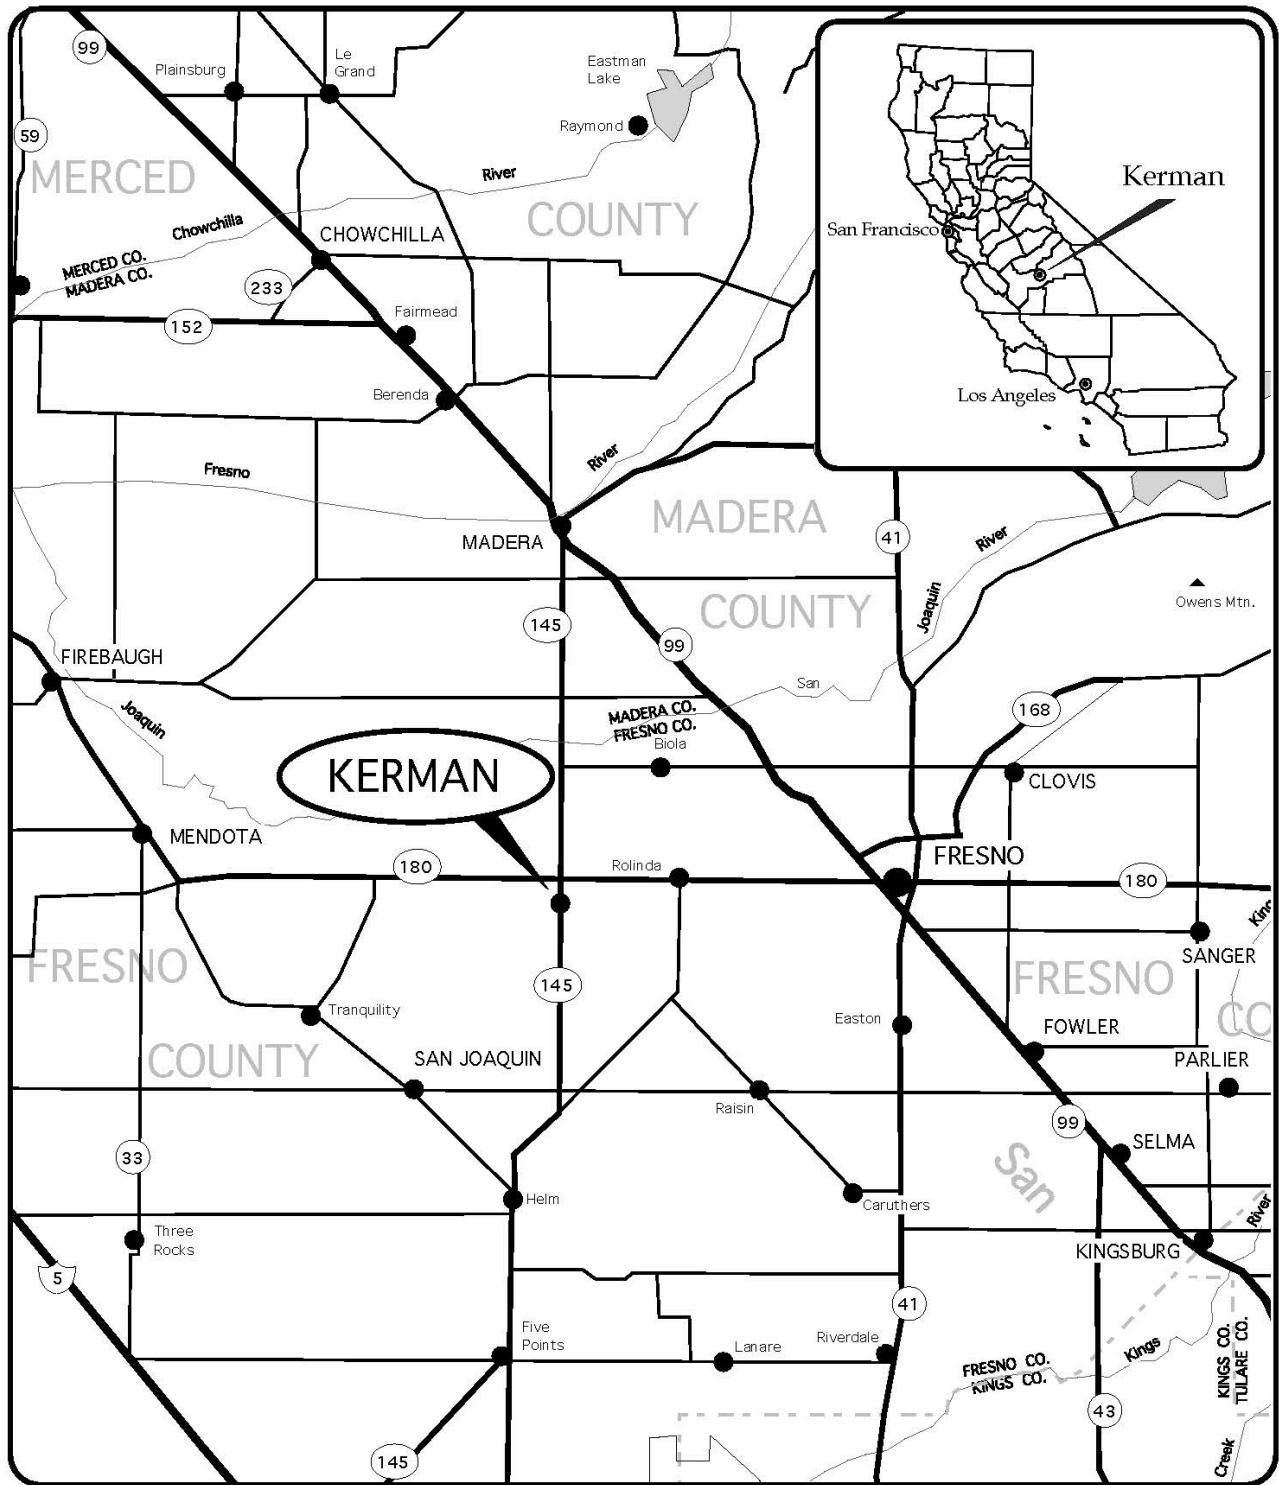 99
Plainsburg
Le
Grand
Eastman
Lake
Raymond
59
MERCED
COUNTY
River
Chowchilla
CHOWCHILLA
MERCED CO.
MADERA CO.
233
152
Fairmead
Berenda
Kerman
San Francisco
Los Angeles
Fresno
River
MADERA
MADERA
COUNTY
41
River
Joaquin
Owens Mtn.
145
99
FIREBAUGH
Joaquin
San
MADERA CO.
FRESNO CO.
Biola
168
KERMAN
CLOVIS
MENDOTA
180
Rolinda
FRESNO
180
Kings
SANGER
FRESNO
COUNTY
145
Tranquility
SAN JOAQUIN
Easton
FRESNO
CO
FOWLER
PARLIER
Raisin
99
33
SELMA
San
Helm
Caruthers
River
Three
Rocks
KINGSBURG
5
41
Five
Points
Lanare
Riverdale
FRESNO CO.
KINGS CO.
Kings
KINGS CO.
TULARE CO.
43
145
Creek